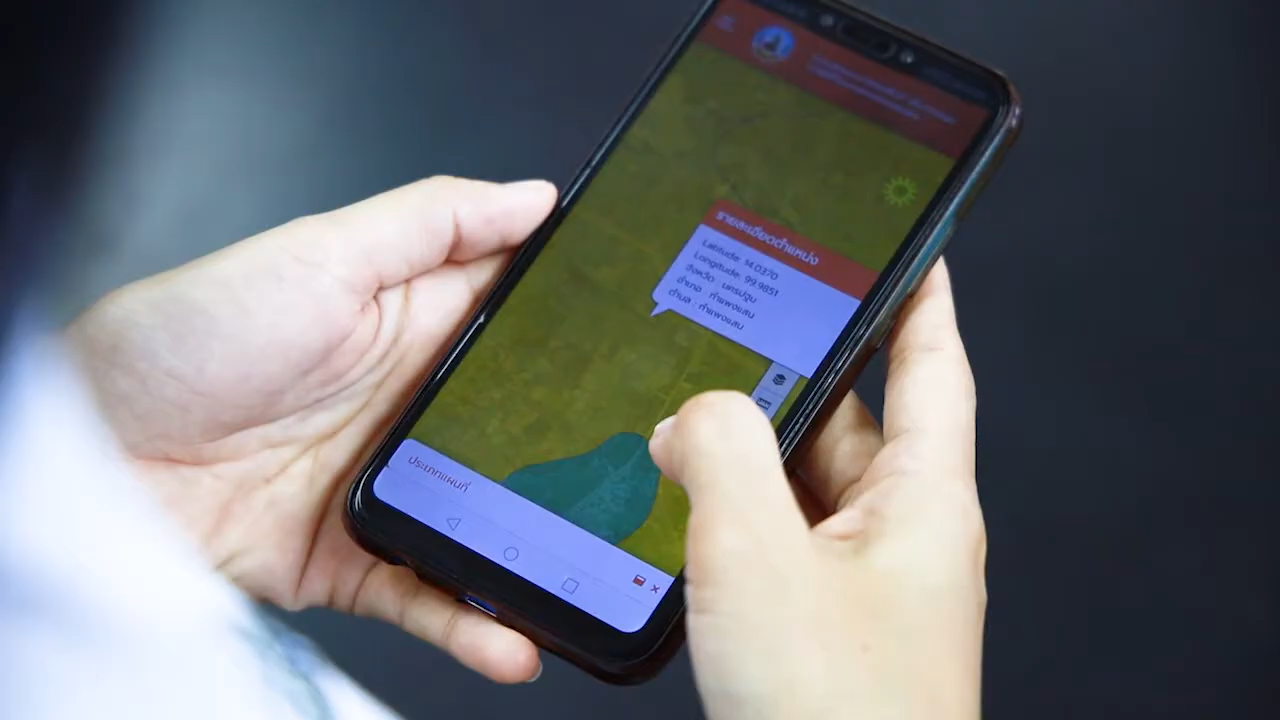 รายละเอียดตำแหน่ง
Latitude: 14.0370
Longitude: 99.9851
จังหวัด : นครปฐม
อำเภอ : กำแพงแสน
ตำบล : กำแพงแสน
ประเภทแผนที่